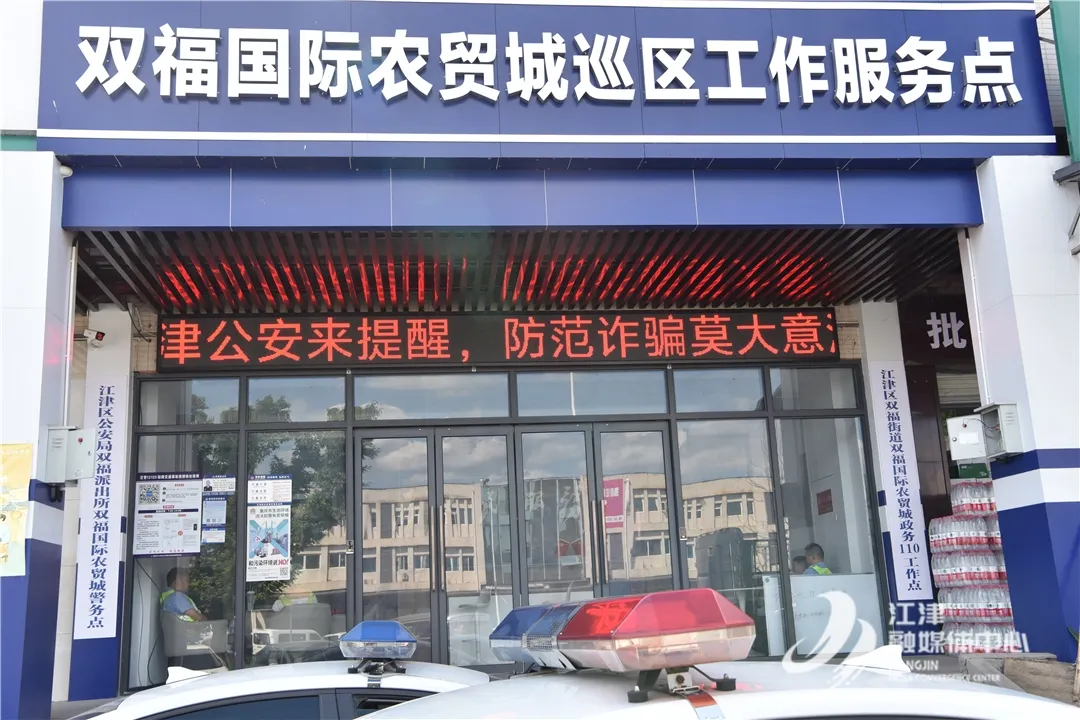 双福国际农贸城巡区工作服务点
津公安来提醒，防范诈骗莫大意
批
江津区公安局双福派出所双福国际农贸城警务点
江津区双福街道双福国际农贸城政务110工作点
江津
融媒体中心
JIANGJIN
CONVERGENCE CENTER